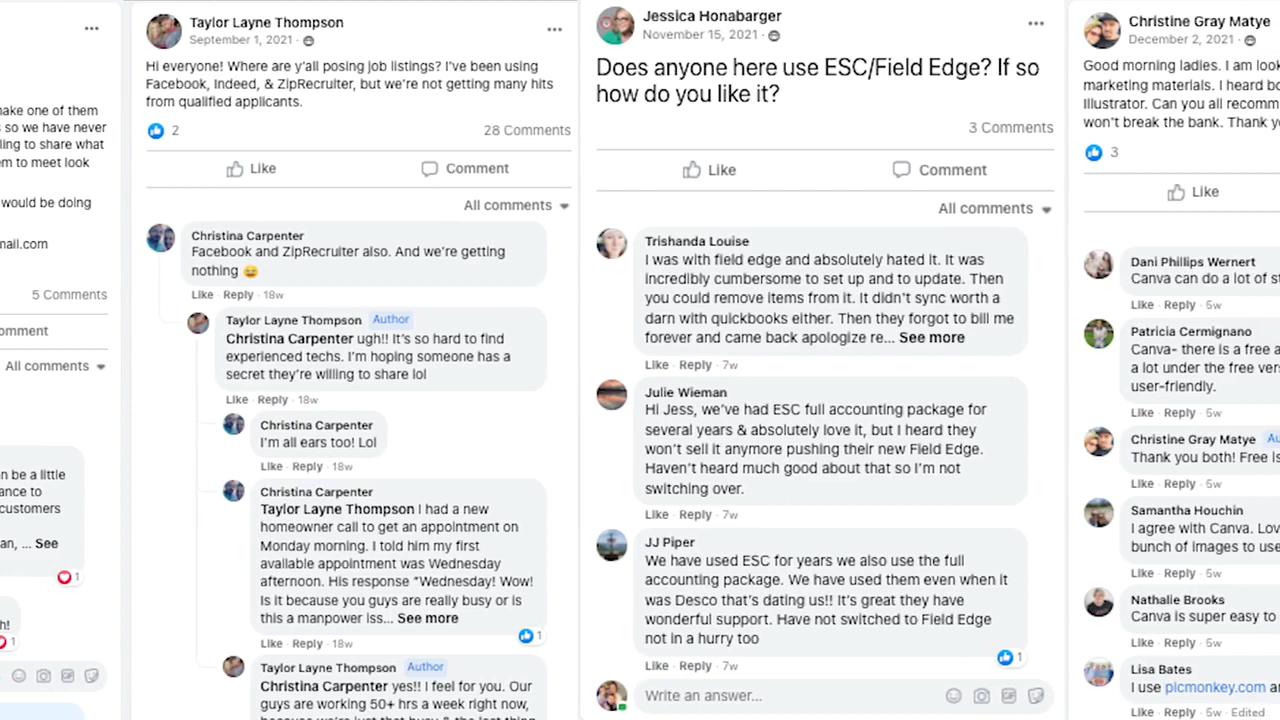 ake one of them
s so we have never
ling to share what
em to meet look
would be doing
mail.com
5 Comments
omment
All comments
n be a little
ance to
customers
an, ... See
1
h!
1
Taylor Layne Thompson
September 1, 2021 ·
Hi everyone! Where are y'all posing job listings? I've been using
Facebook, Indeed, & ZipRecruiter, but we're not getting many hits
from qualified applicants.
2
28 Comments
Like
Comment
All comments
Christina Carpenter
Facebook and ZipRecruiter also. And we're getting
nothing 😆
Like · Reply · 18w
Taylor Layne Thompson Author
Christina Carpenter ugh!! It's so hard to find
experienced techs. I'm hoping someone has a
secret they're willing to share lol
Like · Reply · 18w
Christina Carpenter
I'm all ears too! Lol
Like · Reply · 18w
Christina Carpenter
Taylor Layne Thompson I had a new
homeowner call to get an appointment on
Monday morning. I told him my first
available appointment was Wednesday
afternoon. His response "Wednesday! Wow!
Is it because you guys are really busy or is
this a manpower iss... See more
1
Like · Reply · 18w
Taylor Layne Thompson Author
Christina Carpenter yes!! I feel for you. Our
guys are working 50+ hrs a week right now,
because we're just that busy & the last thing
Jessica Honabarger
November 15, 2021 ·
Does anyone here use ESC/Field Edge? If so
how do you like it?
3 Comments
Like
Comment
All comments
Trishanda Louise
I was with field edge and absolutely hated it. It was
incredibly cumbersome to set up and to update. Then
you could remove items from it. It didn't sync worth a
darn with quickbooks either. Then they forgot to bill me
forever and came back apologize re... See more
Like · Reply · 7w
Julie Wieman
Hi Jess, we've had ESC full accounting package for
several years & absolutely love it, but I heard they
won't sell it anymore pushing their new Field Edge.
Haven't heard much good about that so I'm not
switching over.
Like · Reply · 7w
JJ Piper
We have used ESC for years we also use the full
accounting package. We have used them even when it
was Desco that's dating us!! It's great they have
wonderful support. Have not switched to Field Edge
not in a hurry too
1
Like · Reply · 7w
Write an answer...
Christine Gray Matye
December 2, 2021 ·
Good morning ladies. I am look
marketing materials. I heard bo
Illustrator. Can you all recomm
won't break the bank. Thank y
3
Like
Dani Phillips Wernert
Canva can do a lot of st
Like · Reply · 5w
Patricia Cermignano
Canva- there is a free a
a lot under the free vers
user-friendly.
Like · Reply · 5w
Christine Gray Matye Au
Thank you both! Free is
Like · Reply · 5w
Samantha Houchin
I agree with Canva. Lov
bunch of images to use
Like · Reply · 5w
Nathalie Brooks
Canva is super easy to
Like · Reply · 5w
Lisa Bates
I use picmonkey.com an
Like · Reply · 5w · Edited